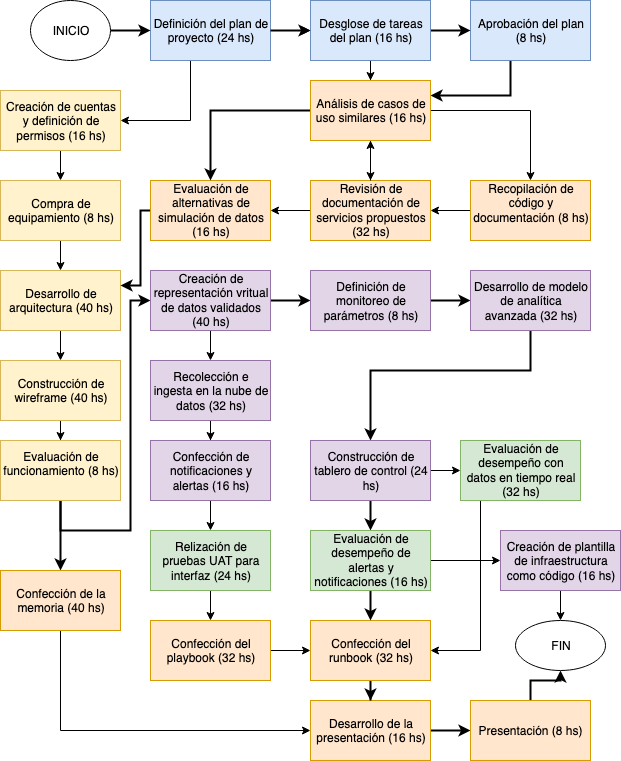 INICIO
Definición del plan de
proyecto (24 hs)
Desglose de tareas
del plan (16 hs)
Aprobación del plan
(8 hs)
Creación de cuentas
y definición de
permisos (16 hs)
Análisis de casos de
uso similares (16 hs)
Compra de
equipamiento (8 hs)
Evaluación de
alternativas de
simulación de datos
(16 hs)
Revisión de
documentación de
servicios propuestos
(32 hs)
Recopilación de
código y
documentación (8 hs)
Desarrollo de
arquitectura (40 hs)
Creación de
representación vritual
de datos validados
(40 hs)
Definición de
monitoreo de
parámetros (8 hs)
Desarrollo de modelo
de analítica
avanzada (32 hs)
Construcción de
wireframe (40 hs)
Recolección e
ingesta en la nube de
datos (32 hs)
Evaluación de
funcionamiento (8 hs)
Confección de
notificaciones y
alertas (16 hs)
Construcción de
tablero de control (24
hs)
Evaluación de
desempeño con
datos en tiempo real
(32 hs)
Confección de la
memoria (40 hs)
Relización de
pruebas UAT para
interfaz (24 hs)
Evaluación de
desempeño de
alertas y
notificaciones (16 hs)
Creación de plantilla
de infraestructura
como código (16 hs)
Confección del
playbook (32 hs)
Confección del
runbook (32 hs)
FIN
Desarrollo de la
presentación (16 hs)
Presentación (8 hs)